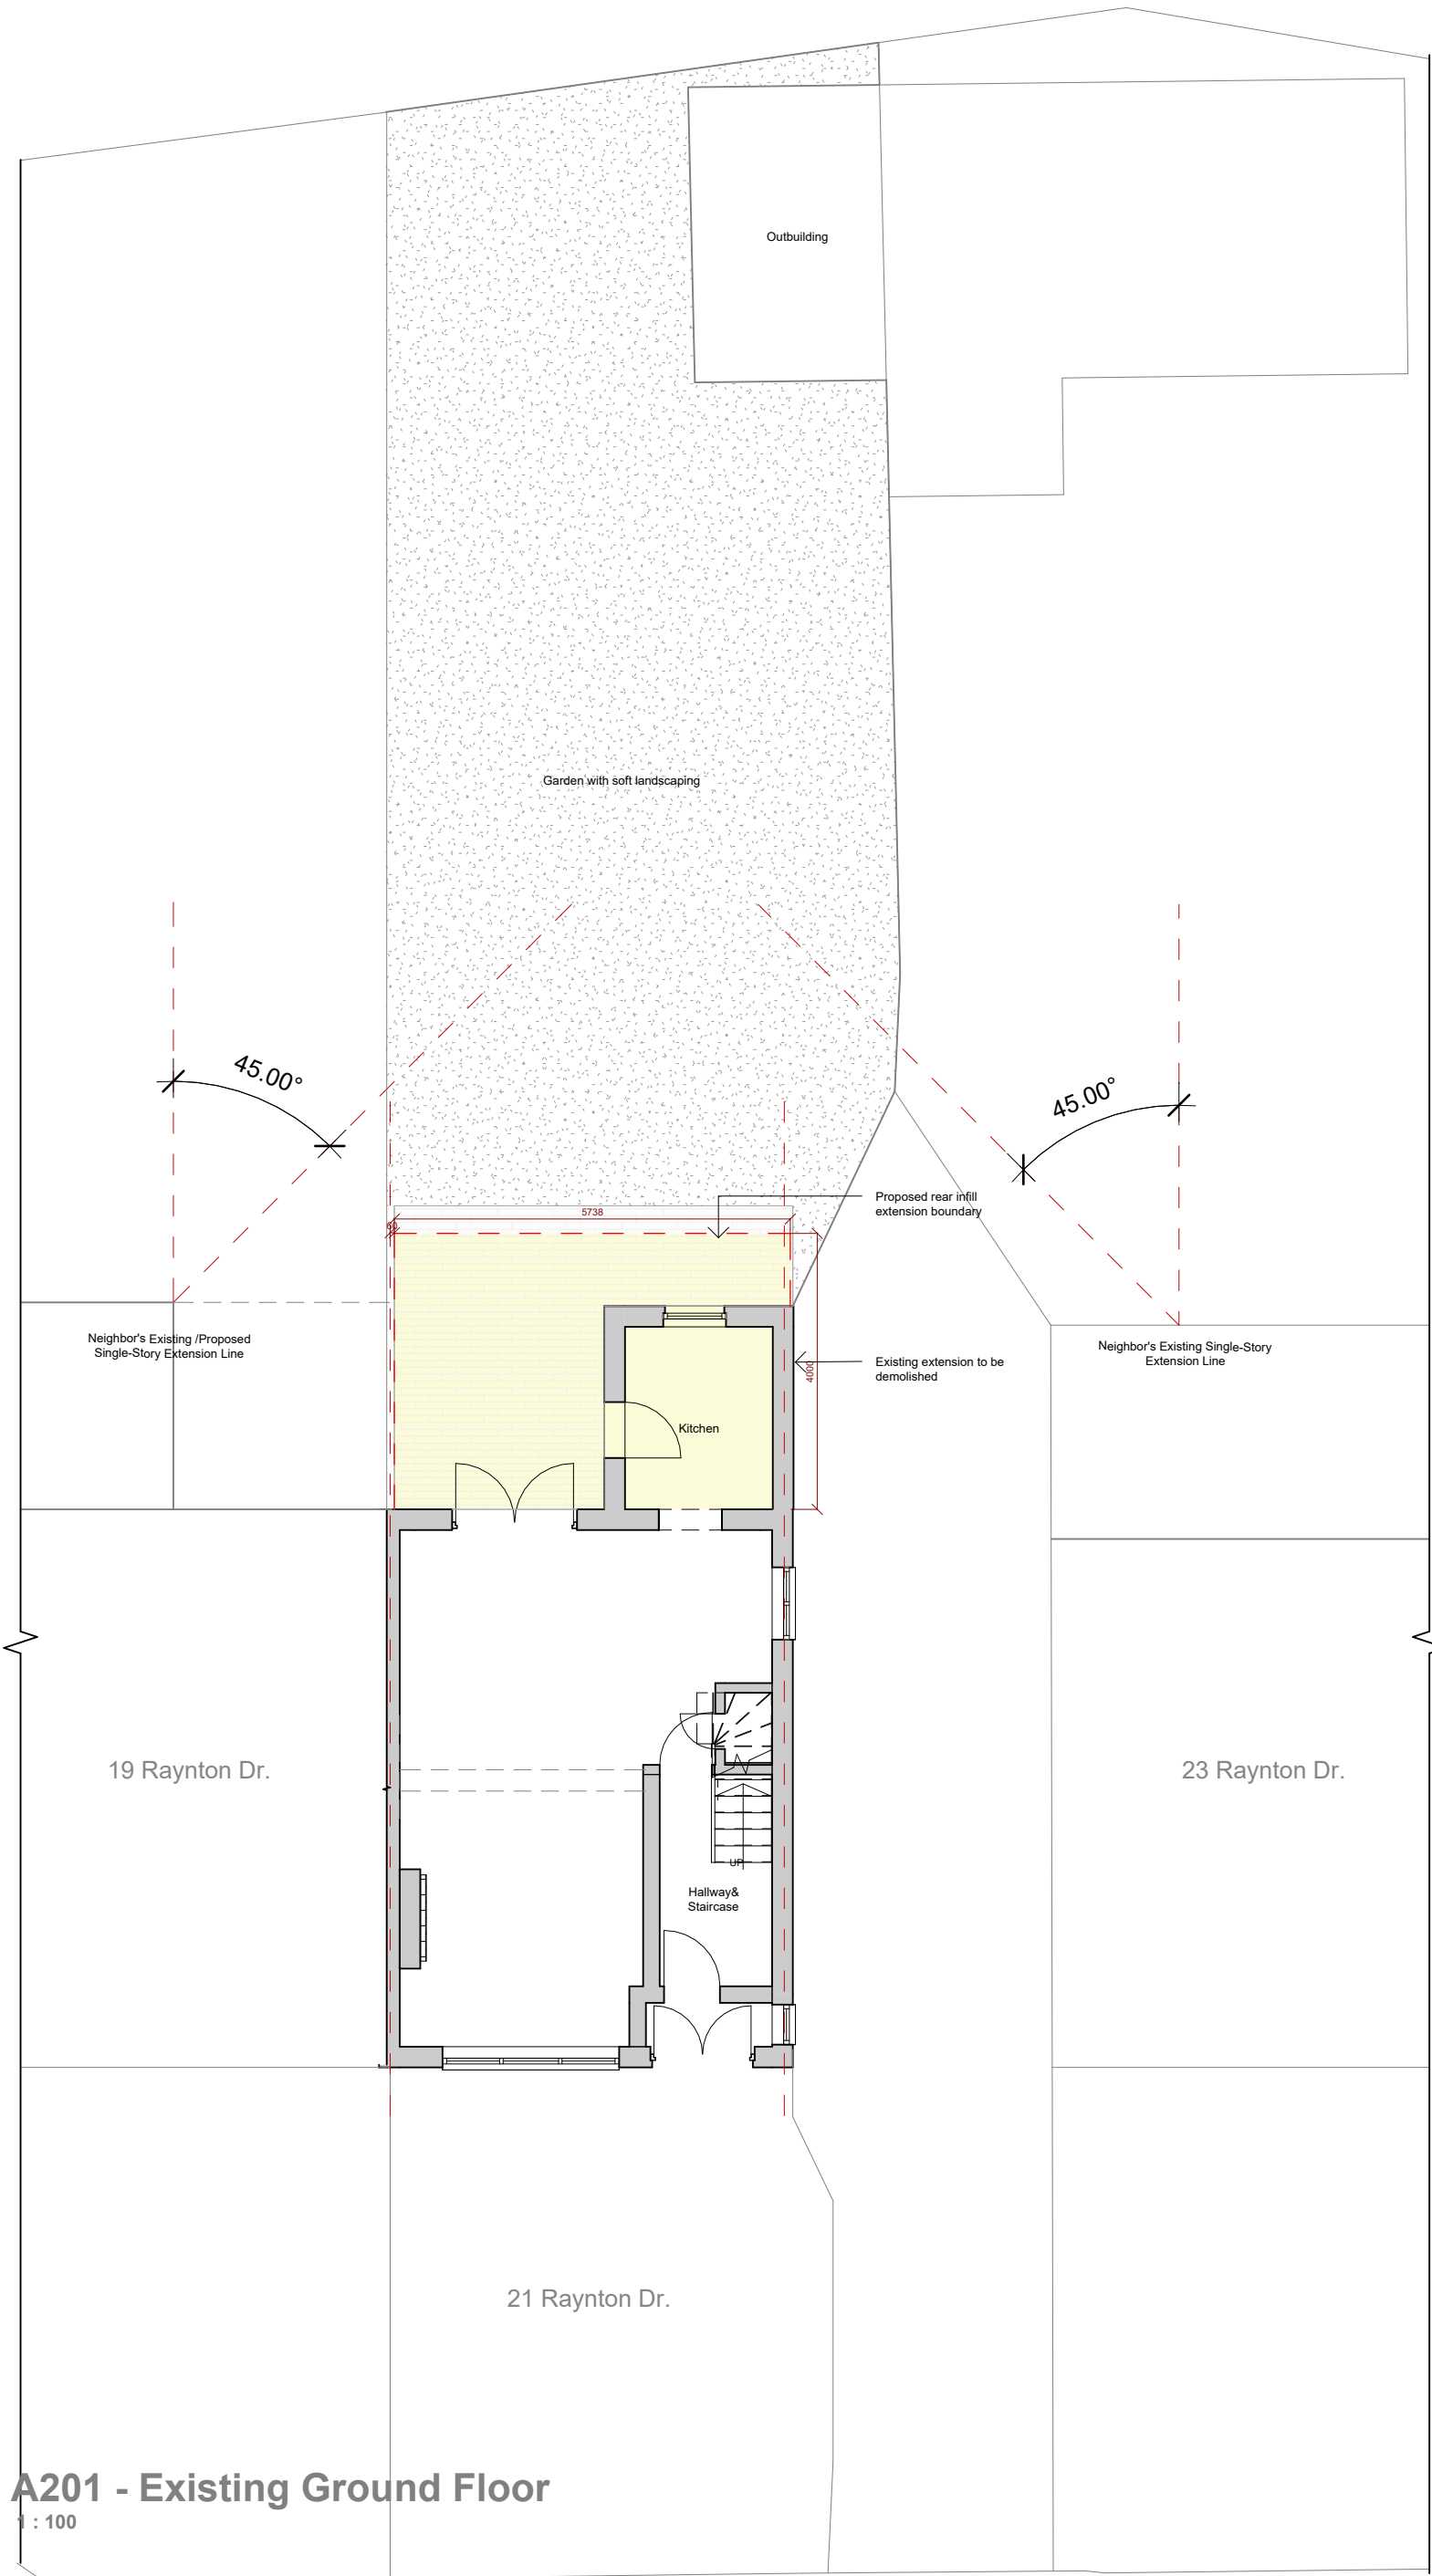 Outbuilding
Garden with soft landscaping
45.00°
45.00°
Proposed rear infill
extension boundary
5738
60
Neighbor's Existing /Proposed
Single-Story Extension Line
Neighbor's Existing Single-Story
Extension Line
Existing extension to be
demolished
4000
Kitchen
19 Raynton Dr.
23 Raynton Dr.
UP
Hallway&
Staircase
21 Raynton Dr.
A201 - Existing Ground Floor
1 : 100